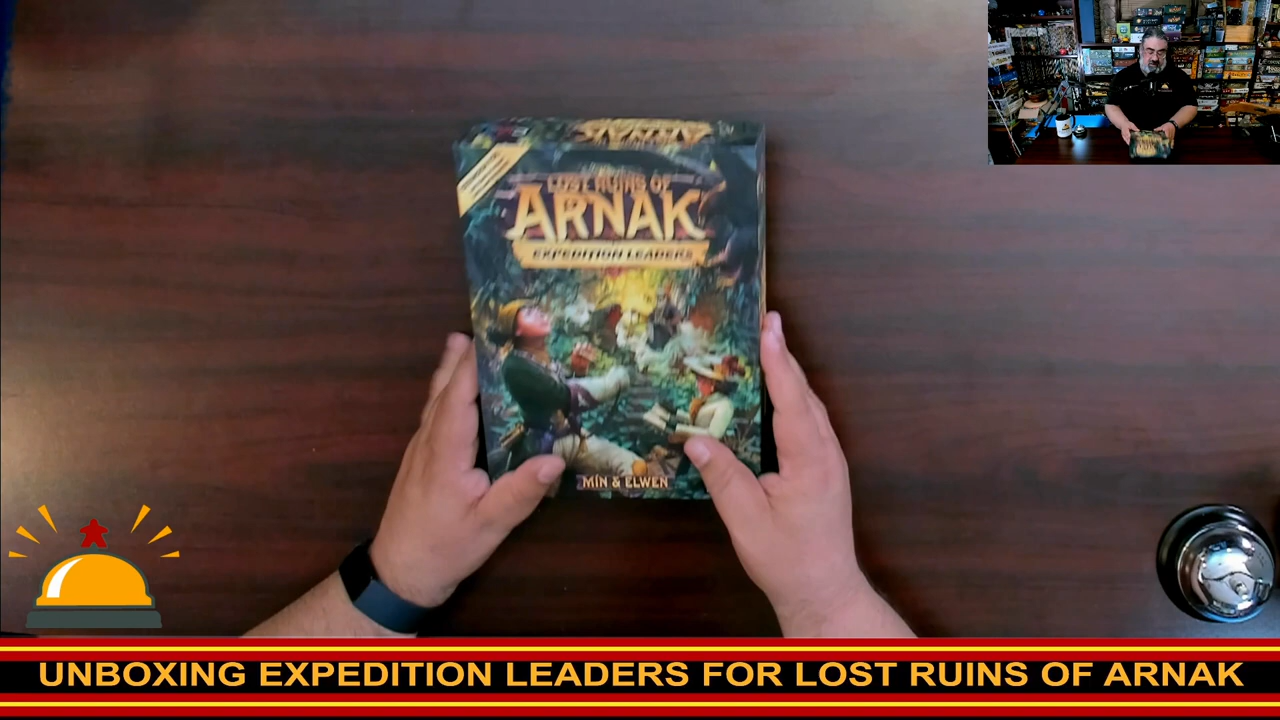 LOST RUINS OF
ARNAK
EXPEDITION LEADERS
MÍN & ELWEN
UNBOXING EXPEDITION LEADERS FOR LOST RUINS OF ARNAK